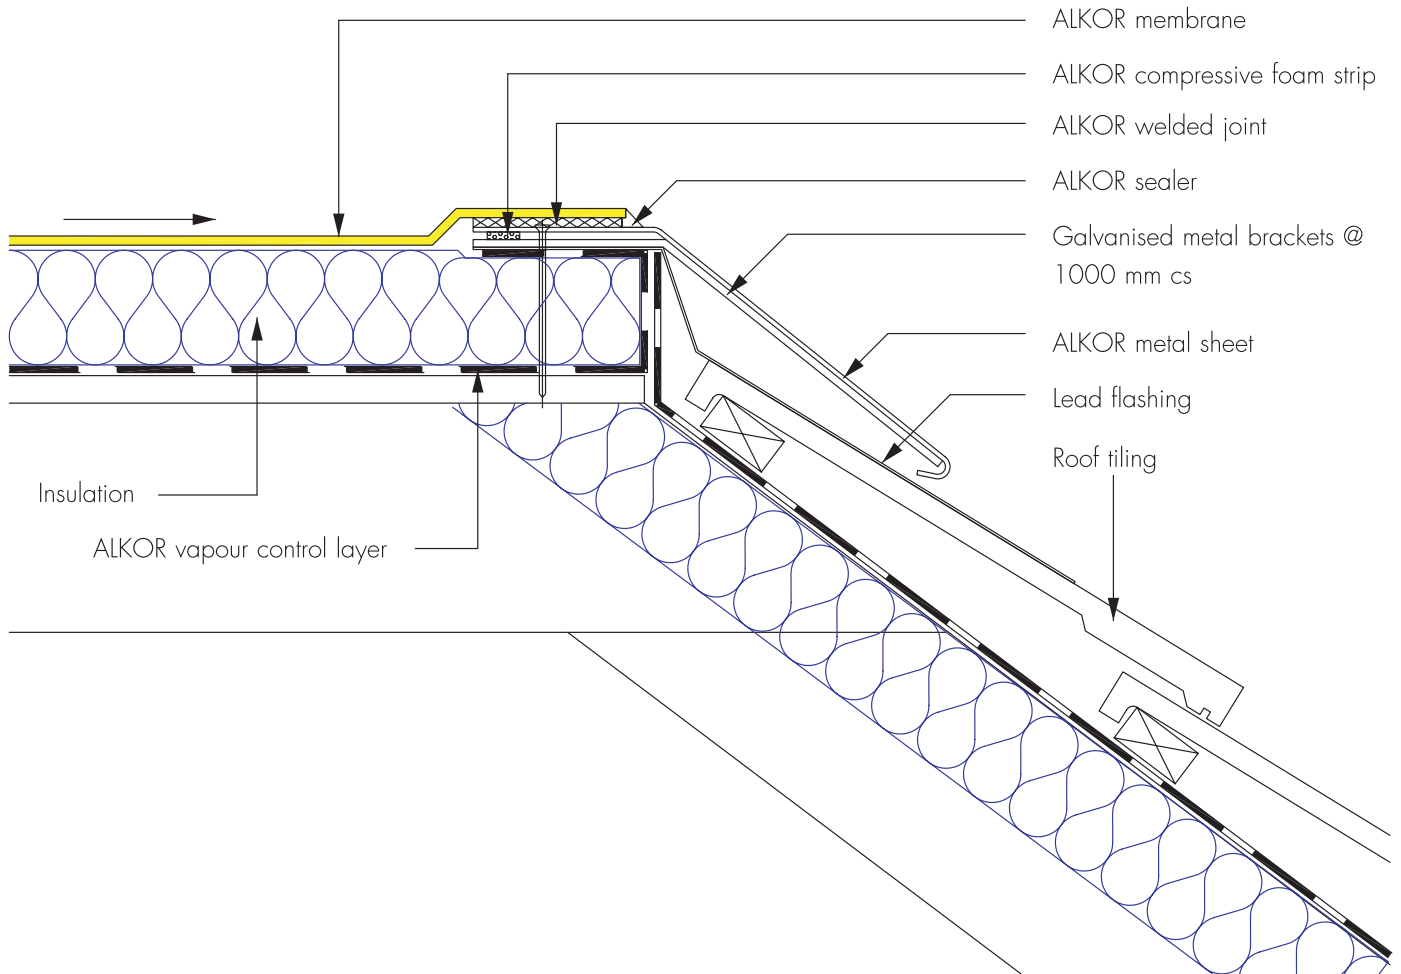 ALKOR membrane
ALKOR compressive foam strip
ALKOR welded joint
ALKOR sealer
Galvanised metal brackets @
1000 mm cs
ALKOR metal sheet
Lead flashing
Roof tiling
Insulation
ALKOR vapour control layer